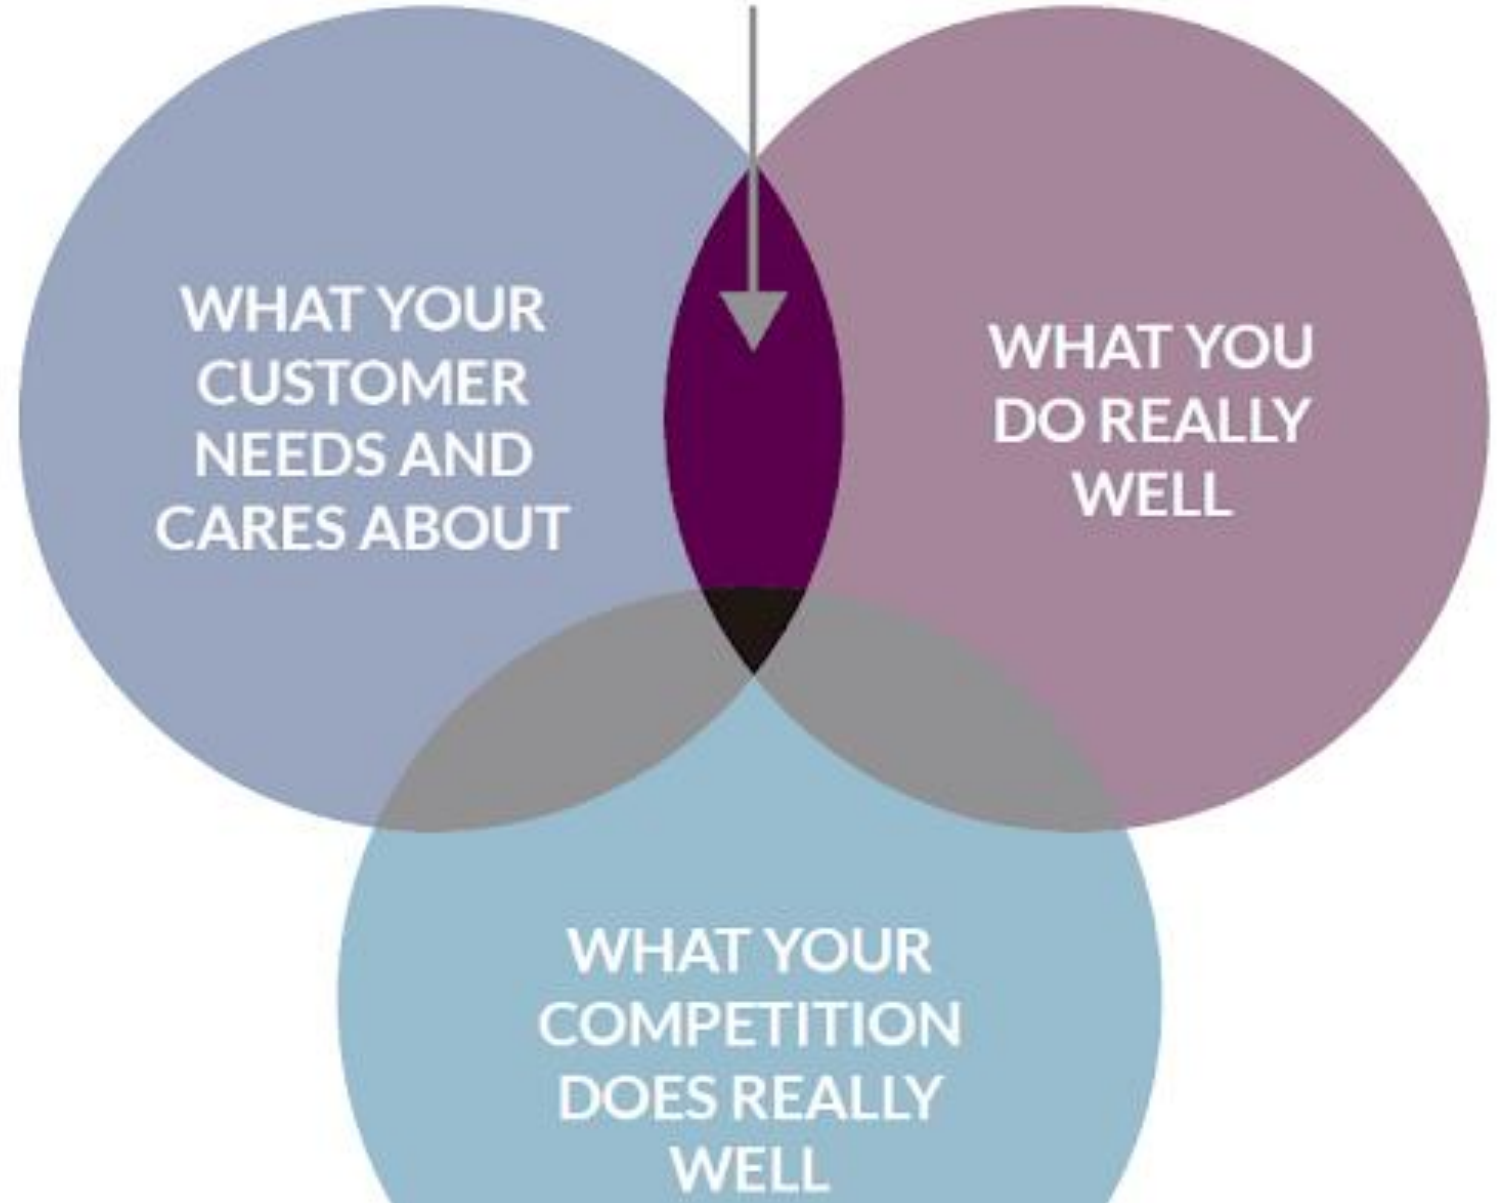 WHAT YOUR
CUSTOMER
NEEDS AND
CARES ABOUT
WHAT YOU
DO REALLY
WELL
WHAT YOUR
COMPETITION
DOES REALLY
WELL